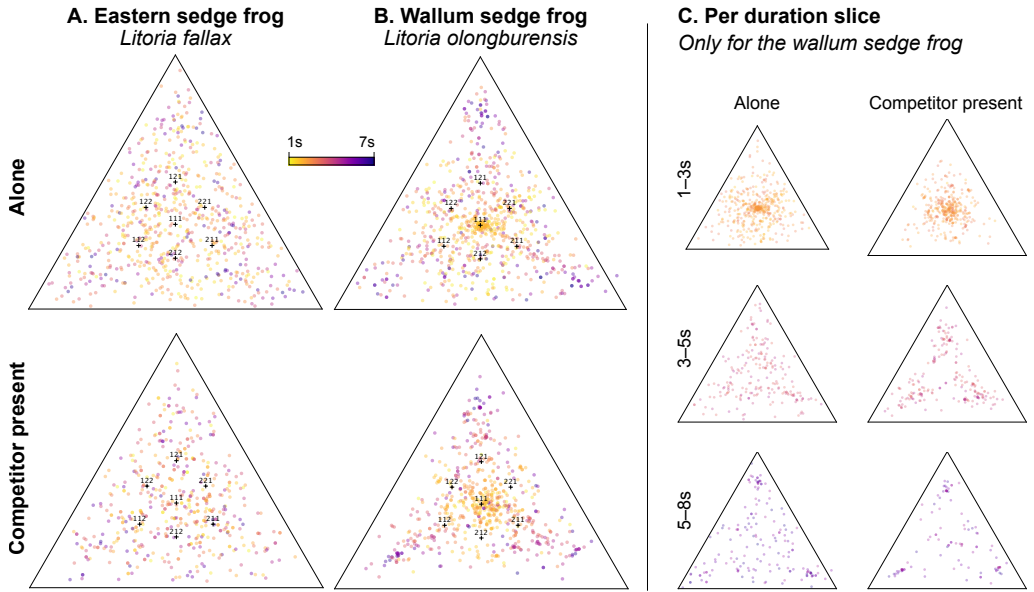 A. Eastern sedge frog
Litoria fallax
B. Wallum sedge frog
Litoria olongburensis
C. Per duration slice
Only for the wallum sedge frog
Alone
1s 7s
121
122 221
111
112 211
212
121
122 221
111
112 211
212
Competitor present
121
122 221
111
112 211
212
121
122 221
111
112 211
212
Alone Competitor present
1–3s
3–5s
5–8s